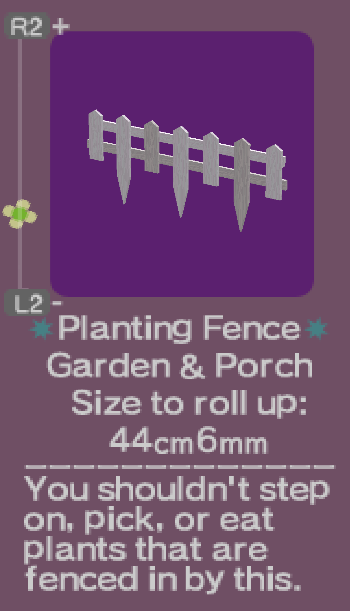 R2 +
L2 -
Planting Fence
Garden & Porch
Size to roll up:
44cm6mm
You shouldn't step
on, pick, or eat
plants that are
fenced in by this.